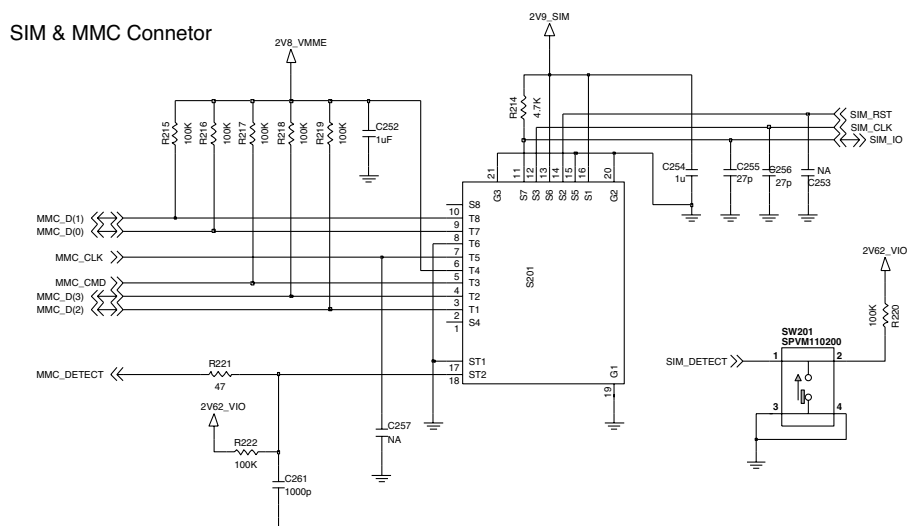 SIM & MMC Connetor
2V9_SIM
2V8_VMME
R215
100K
R216
100K
R217
100K
R218
100K
R219
100K
C252
1uF
R214
4.7K
SIM_RST
SIM_CLK
SIM_IO
C254
1u
C255
27p
C256
27p
NA
C253
21
11
12
13
14
15
16
20
G3
S7
S3
S6
S2
S5
S1
G2
S8
10
T8
9
T7
8
T6
7
T5
6
T4
5
T3
4
T2
3
T1
2
S4
1
ST1
17
ST2
18
S201
G1
19
MMC_D(1)
MMC_D(0)
MMC_CLK
MMC_CMD
MMC_D(3)
MMC_D(2)
MMC_DETECT
R221
47
2V62_VIO
R222
100K
C261
1000p
C257
NA
2V62_VIO
100K
R220
SW201
SPVM110200
SIM_DETECT
1
2
3
4